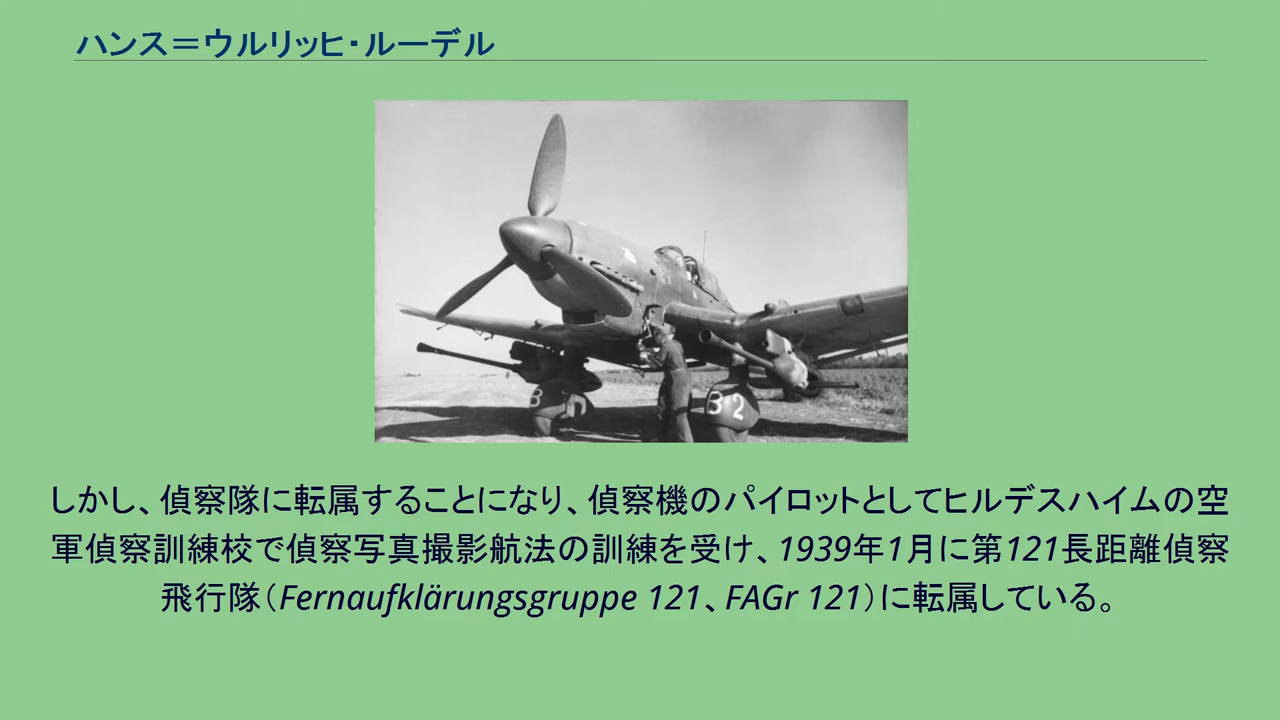 ハンス＝ウルリッヒ・ルーデル
B
B 2
しかし、偵察隊に転属することになり、偵察機のパイロットとしてヒルデスハイムの空
軍偵察訓練校で偵察写真撮影航法の訓練を受け、1939年1月に第121長距離偵察
飛行隊（Fernaufklärungsgruppe 121、FAGr 121）に転属している。